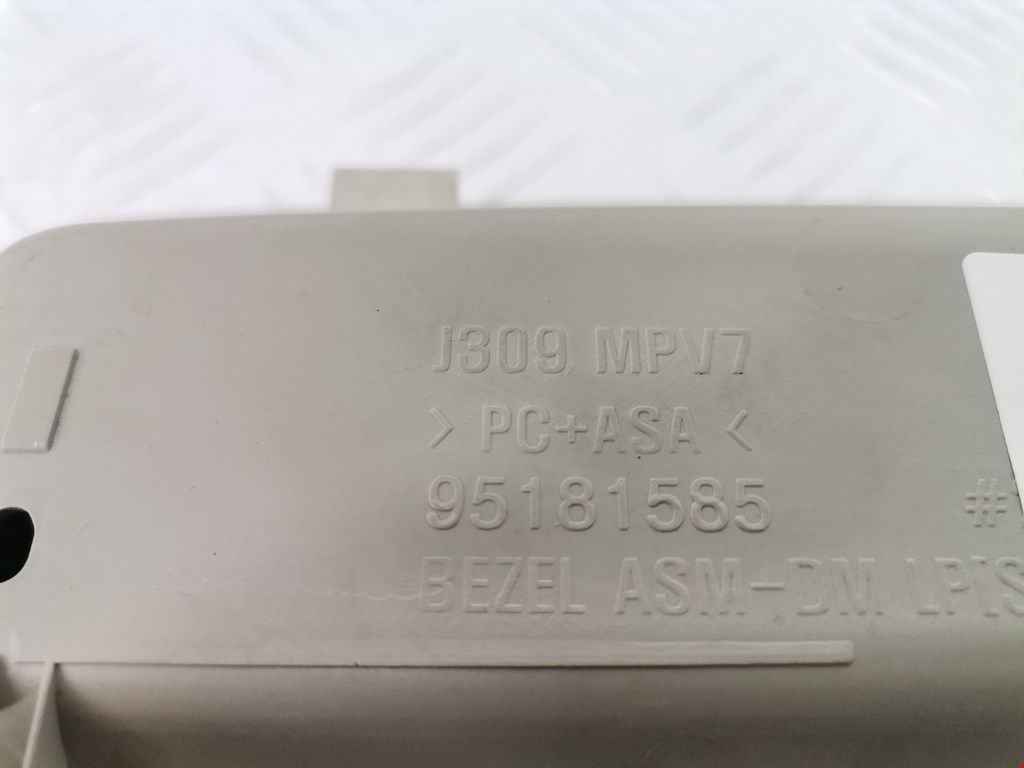 J309 MPV7
> PC+ASA <
95181585 #
BEZEL ASM-DM